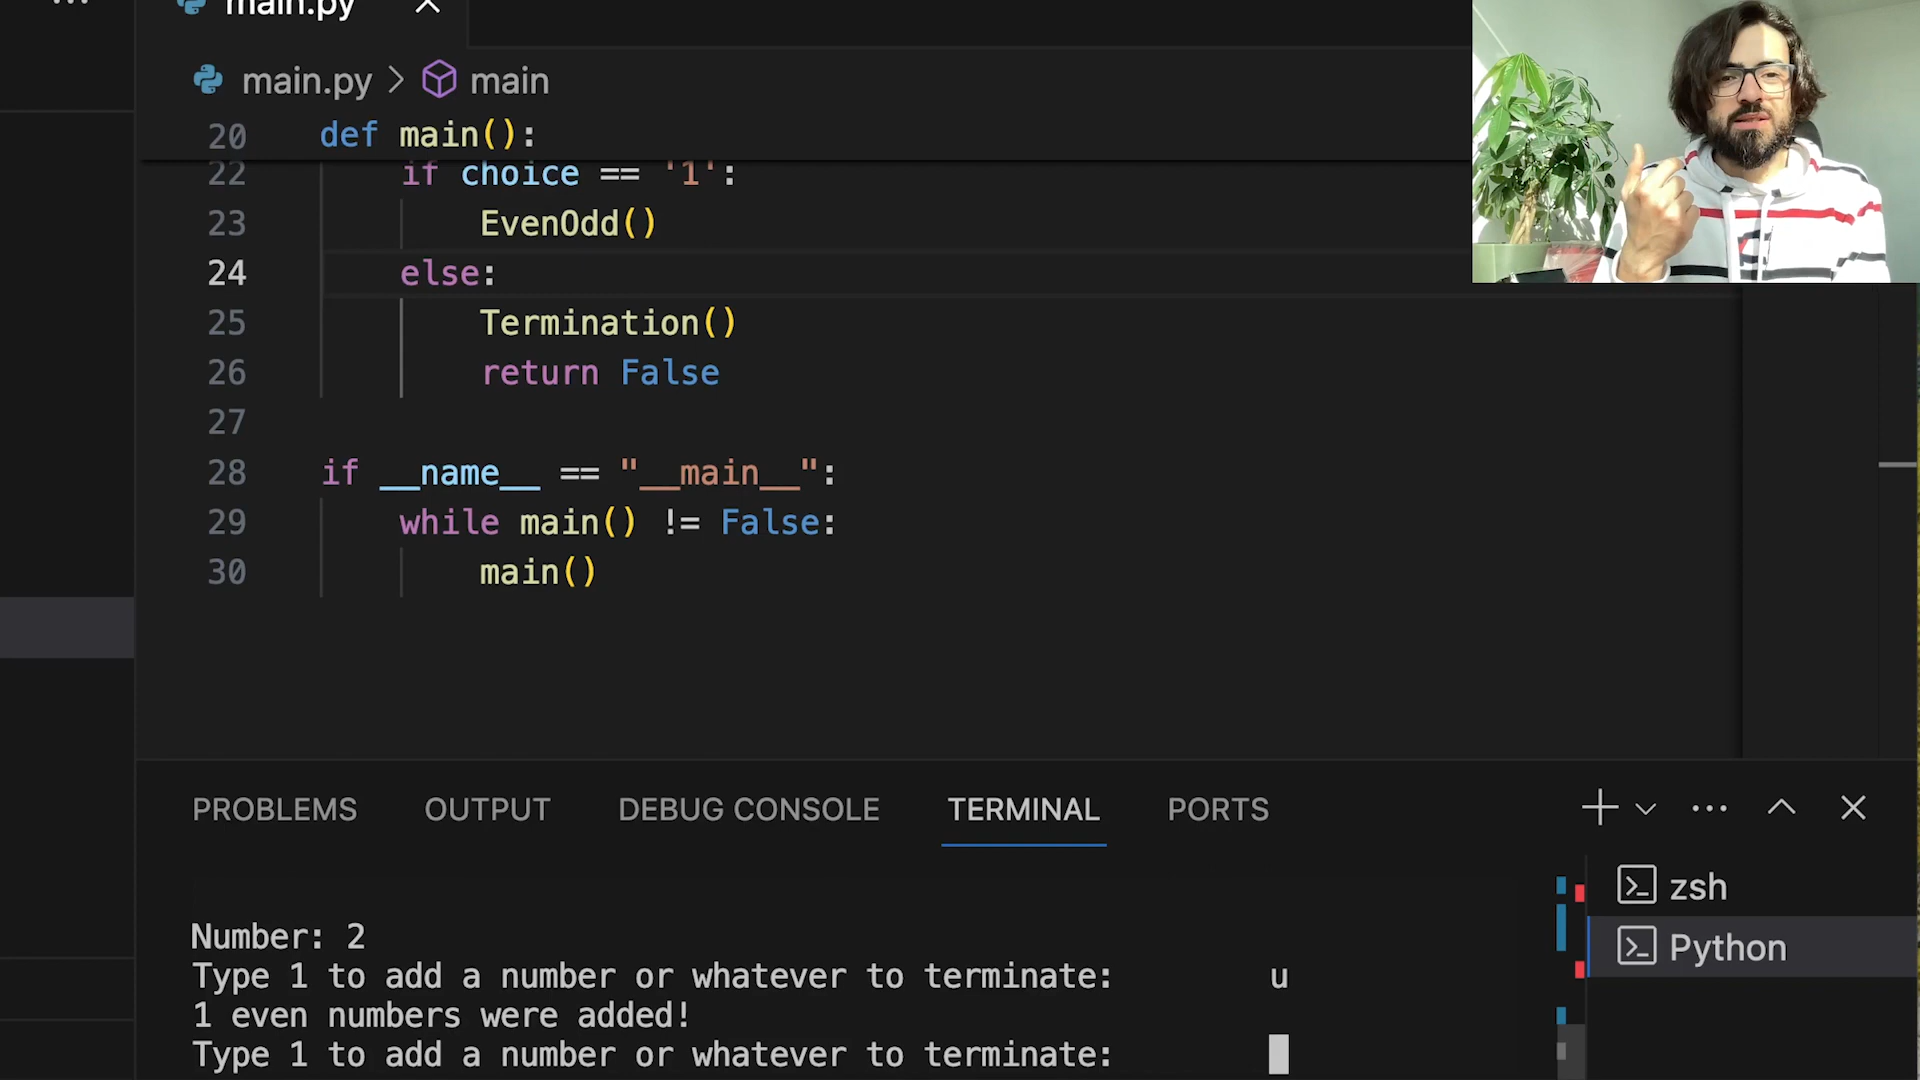 main.py
main.py > main
20 def main():
22 if choice == '1':
23 EvenOdd()
24 else:
25 Termination()
26 return False
27
28 if __name__ == "__main__":
29 while main() != False:
30 main()
PROBLEMS OUTPUT DEBUG CONSOLE TERMINAL PORTS
zsh
Python
Number: 2
Type 1 to add a number or whatever to terminate: u
1 even numbers were added!
Type 1 to add a number or whatever to terminate: